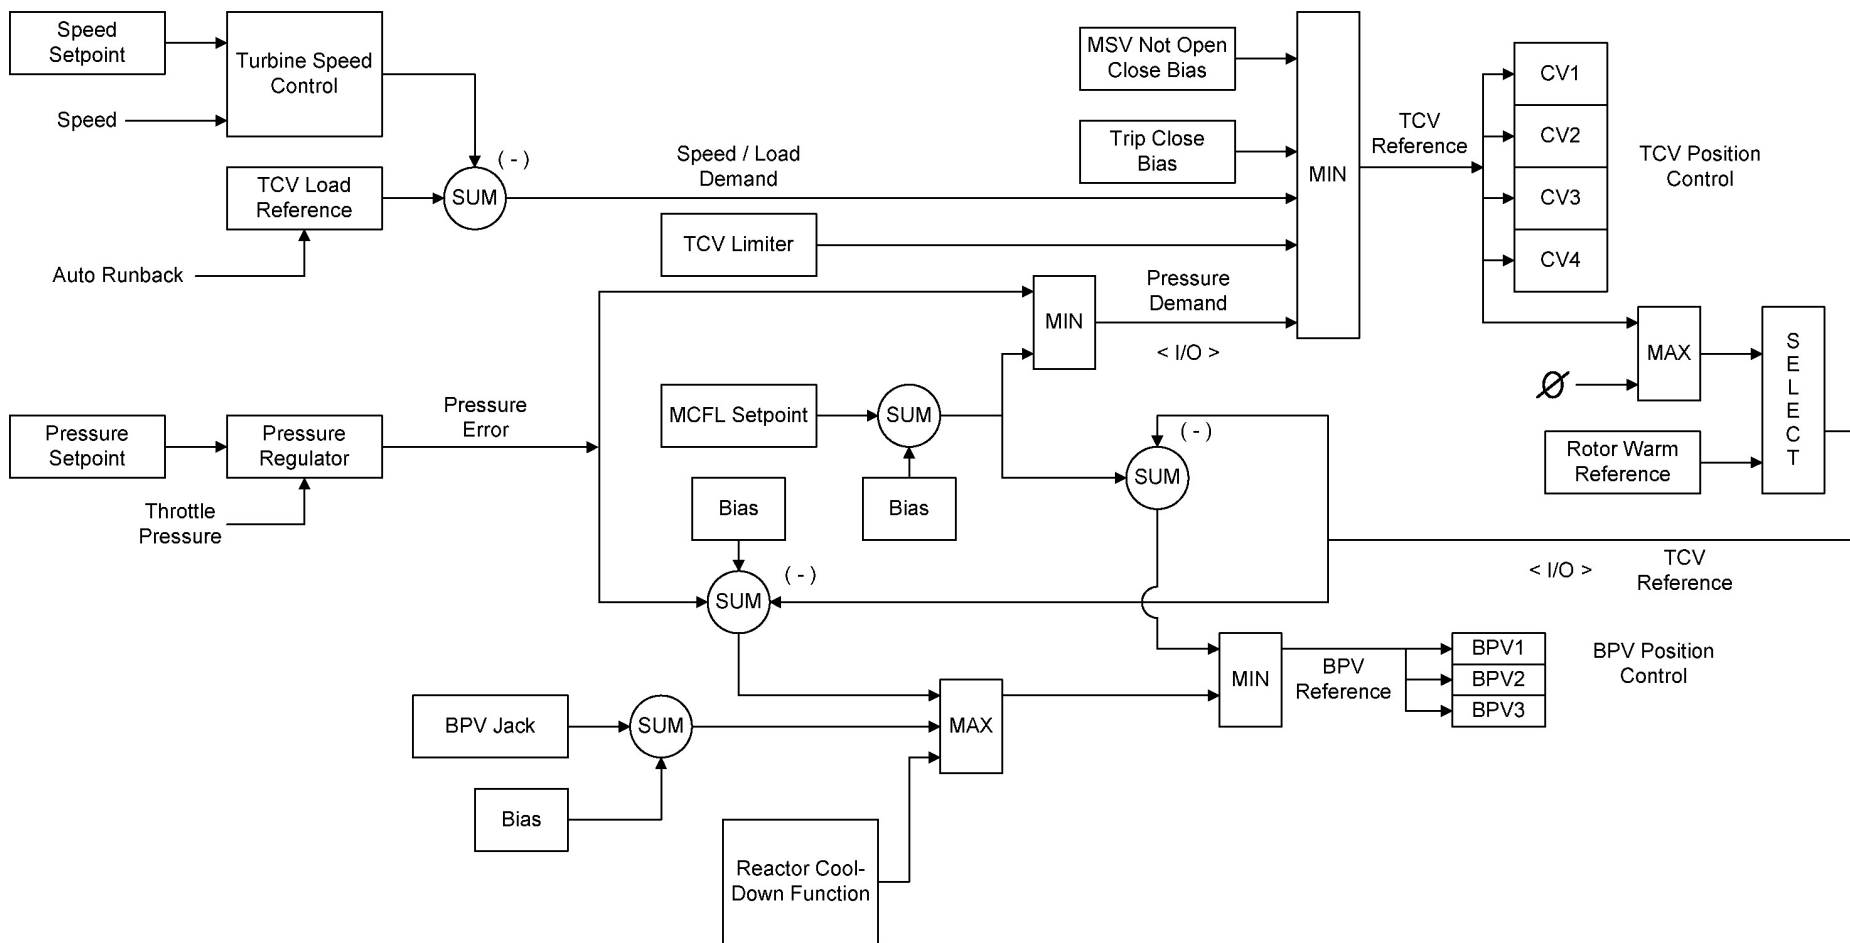 Speed
Setpoint
Turbine Speed
Control
Speed
( - )
TCV Load
Reference
SUM
Auto Runback
Speed / Load
Demand
TCV Limiter
MSV Not Open
Close Bias
Trip Close
Bias
MIN
TCV
Reference
CV1
CV2
CV3
CV4
TCV Position
Control
Pressure
Demand
MIN
< I/O >
MAX
Ø
S
E
L
E
C
T
Rotor Warm
Reference
Pressure
Setpoint
Pressure
Regulator
Throttle
Pressure
Pressure
Error
MCFL Setpoint
SUM
Bias
Bias
( - )
SUM
( - )
SUM
< I/O >
TCV
Reference
BPV Jack
SUM
Bias
MAX
Reactor Cool-
Down Function
MIN
BPV
Reference
BPV1
BPV2
BPV3
BPV Position
Control